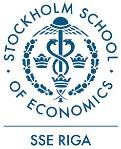 STOCKHOLM SCHOOL
OF ECONOMICS
SSE RIGA